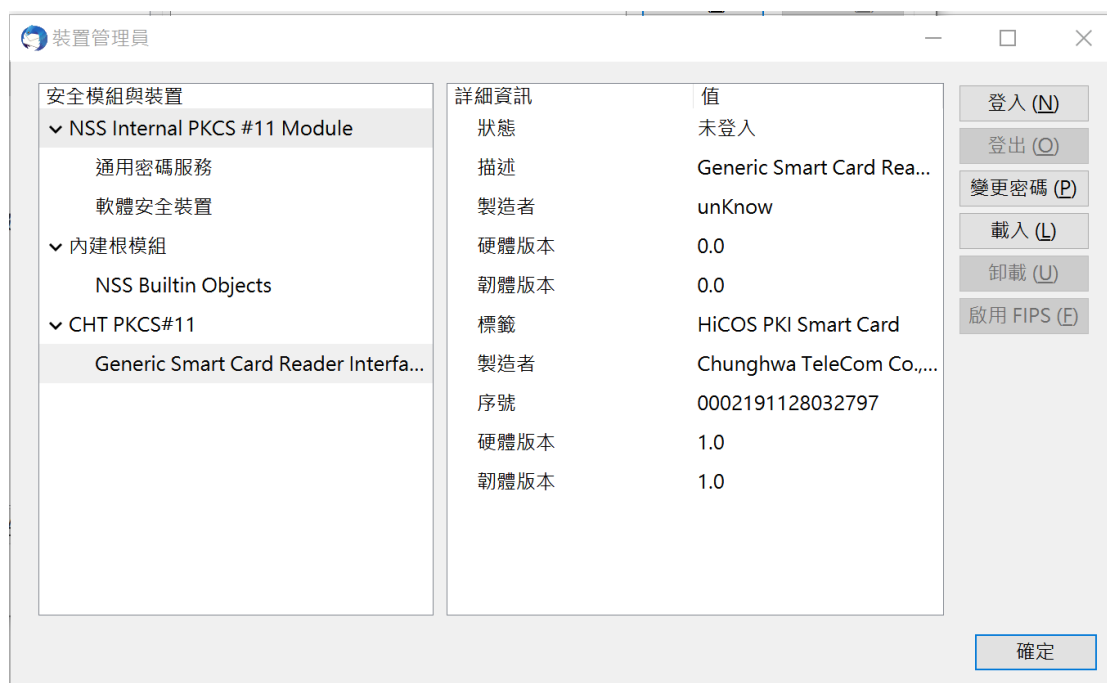 裝置管理員
安全模組與裝置
NSS Internal PKCS #11 Module
通用密碼服務
軟體安全裝置
內建根模組
NSS Builtin Objects
CHT PKCS#11
Generic Smart Card Reader Interfa...
詳細資訊 值
狀態 未登入
描述 Generic Smart Card Rea...
製造者 unKnow
硬體版本 0.0
韌體版本 0.0
標籤 HiCOS PKI Smart Card
製造者 Chunghwa TeleCom Co.,...
序號 0002191128032797
硬體版本 1.0
韌體版本 1.0
登入 (N)
登出 (O)
變更密碼 (P)
載入 (L)
卸載 (U)
啟用 FIPS (F)
確定